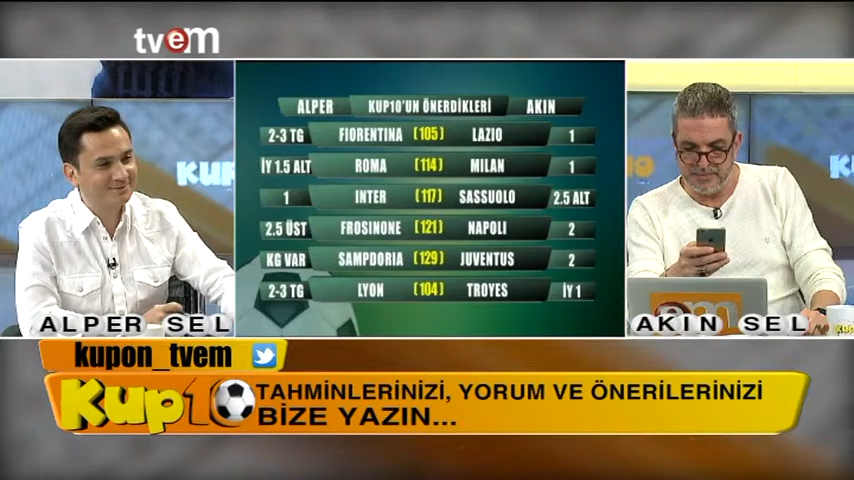 tvem
ALPER KUP10'UN ÖNERDİKLERİ AKIN
2-3 TG FIORENTINA (105) LAZIO 1
İY 1.5 ALT ROMA (114) MILAN 1
1 INTER (117) SASSUOLO 2.5 ALT
2.5 ÜST FROSINONE (121) NAPOLI 2
KG VAR SAMPDORIA (129) JUVENTUS 2
2-3 TG LYON (104) TROYES İY 1
KUP
em
ALPER SEL
AKIN SEL
kupon_tvem
Kup10
TAHMİNLERİNİZİ, YORUM VE ÖNERİLERİNİZİ
BİZE YAZIN...